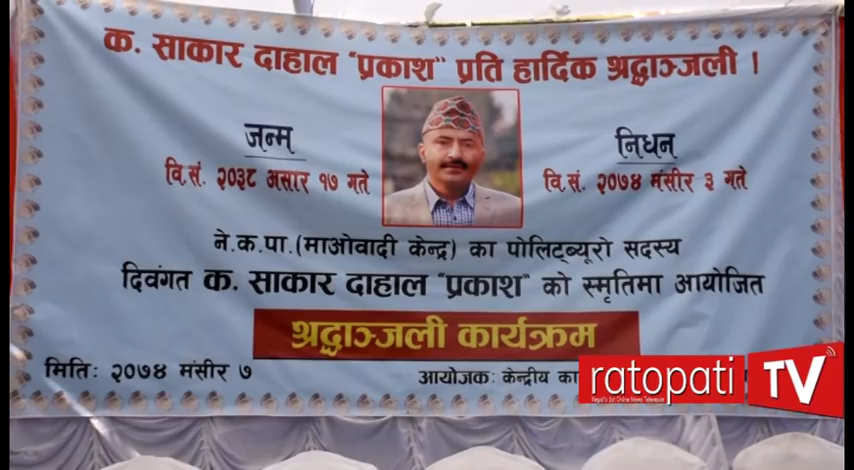 क. साकार दाहाल "प्रकाश" प्रति हार्दिक श्रद्धाञ्जली ।
जन्म
वि.सं. २०३८ असार १७ गते
निधन
वि.सं. २०७४ मंसीर ३ गते
ने.क.पा.(माओवादी केन्द्र) का पोलिट्ब्यूरो सदस्य
दिवंगत क. साकार दाहाल "प्रकाश" को स्मृतिमा आयोजित
श्रद्धाञ्जली कार्यक्रम
मितिः २०७४ मंसीर ७
आयोजकः केन्द्रीय का
ratopati TV
Nepal's 1st Online News Television